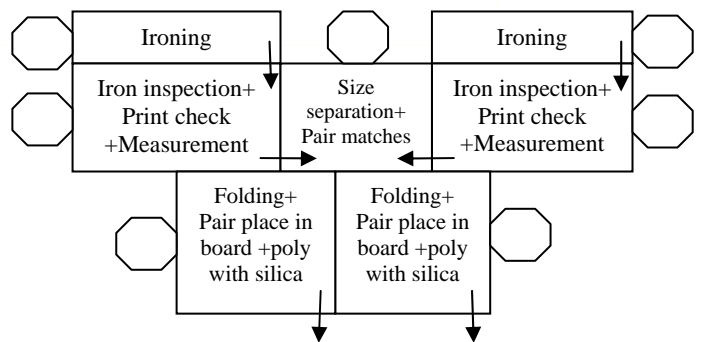 Ironing
Iron inspection+
Print check
+Measurement
Size
separation+
Pair matches
Ironing
Iron inspection+
Print check
+Measurement
Folding+
Pair place in
board +poly
with silica
Folding+
Pair place in
board +poly
with silica